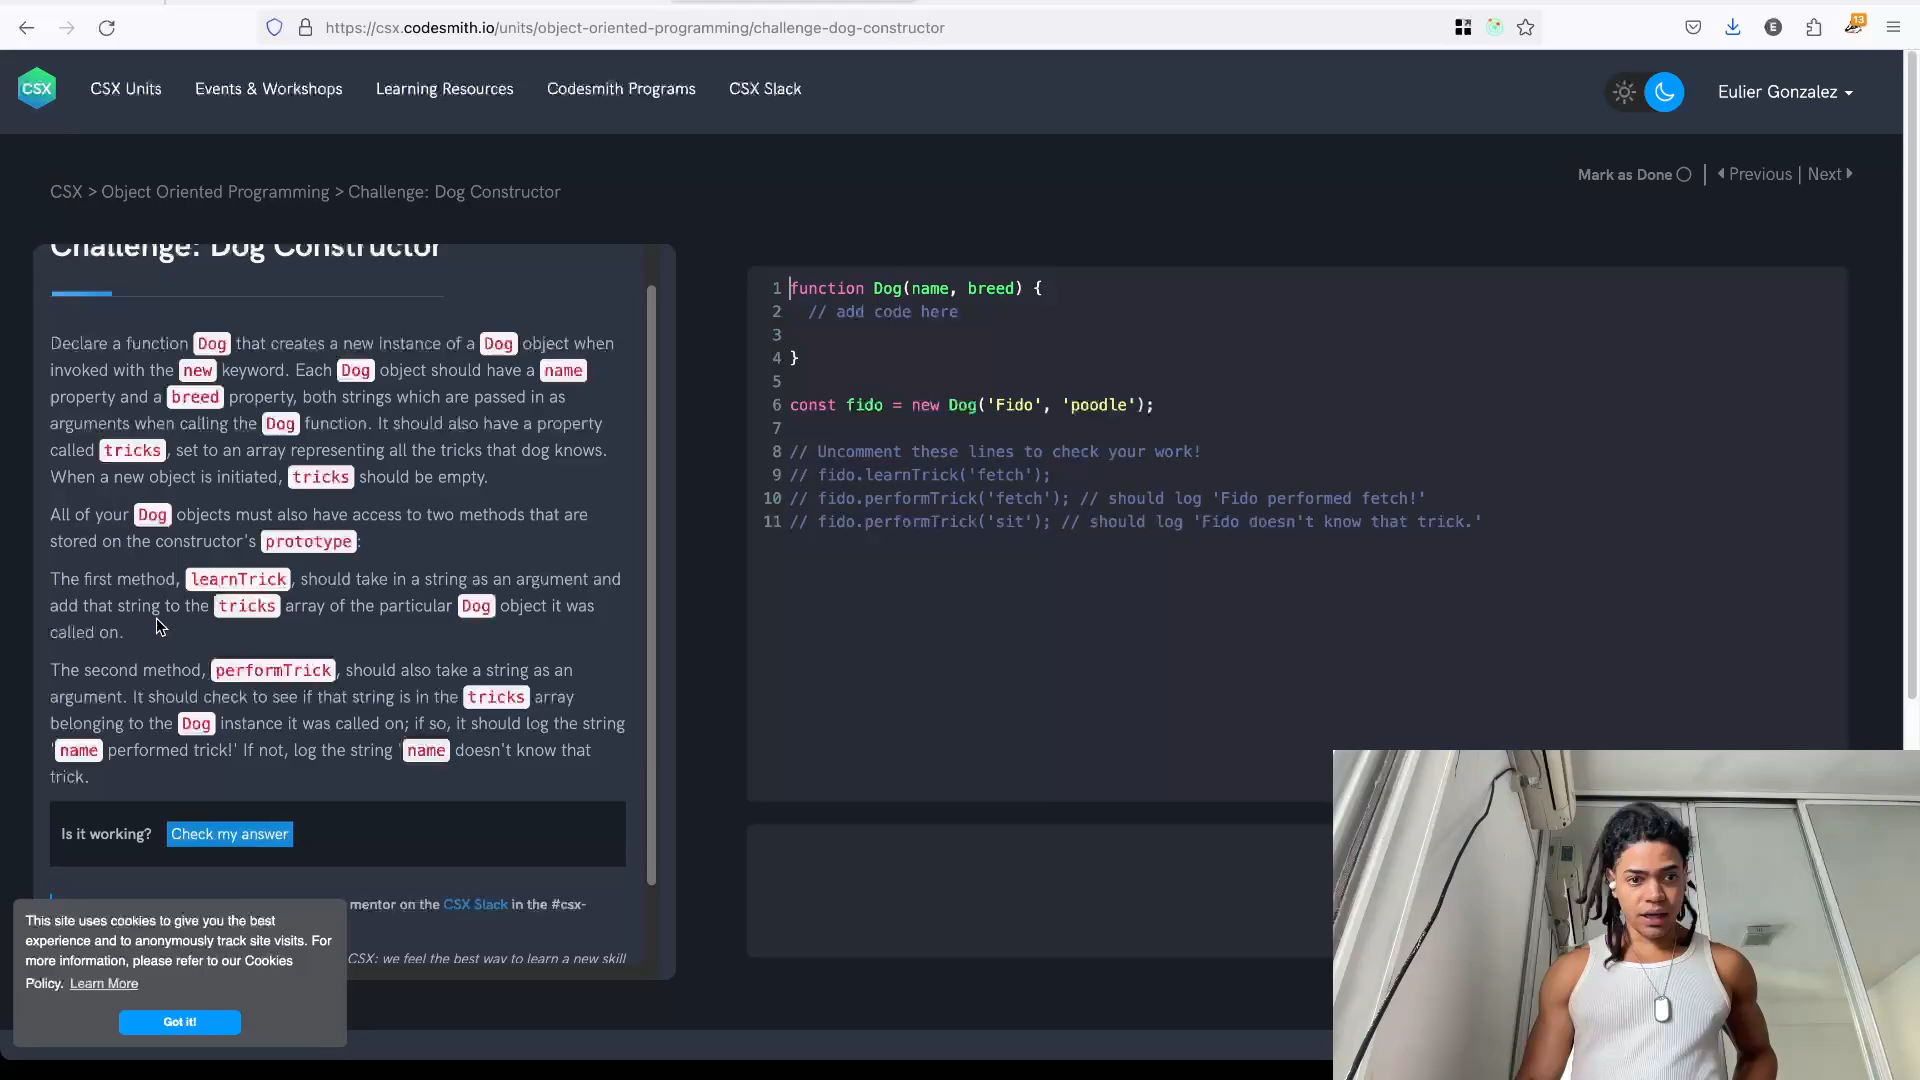 https://csx.codesmith.io/units/object-oriented-programming/challenge-dog-constructor
13
CSX
CSX Units
Events & Workshops
Learning Resources
Codesmith Programs
CSX Slack
Eulier Gonzalez
CSX > Object Oriented Programming > Challenge: Dog Constructor
Mark as Done
Previous | Next
Challenge: Dog Constructor
Declare a function Dog that creates a new instance of a Dog object when
invoked with the new keyword. Each Dog object should have a name
property and a breed property, both strings which are passed in as
arguments when calling the Dog function. It should also have a property
called tricks, set to an array representing all the tricks that dog knows.
When a new object is initiated, tricks should be empty.
All of your Dog objects must also have access to two methods that are
stored on the constructor's prototype:
The first method, learnTrick, should take in a string as an argument and
add that string to the tricks array of the particular Dog object it was
called on.
The second method, performTrick, should also take a string as an
argument. It should check to see if that string is in the tricks array
belonging to the Dog instance it was called on; if so, it should log the string
'name performed trick!' If not, log the string 'name doesn't know that
trick.
Is it working? Check my answer
mentor on the CSX Slack in the #csx-
CSX: we feel the best way to learn a new skill
This site uses cookies to give you the best
experience and to anonymously track site visits. For
more information, please refer to our Cookies
Policy. Learn More
Got it!
1 function Dog(name, breed) {
2 // add code here
3
4 }
5
6 const fido = new Dog('Fido', 'poodle');
7
8 // Uncomment these lines to check your work!
9 // fido.learnTrick('fetch');
10 // fido.performTrick('fetch'); // should log 'Fido performed fetch!'
11 // fido.performTrick('sit'); // should log 'Fido doesn't know that trick.'